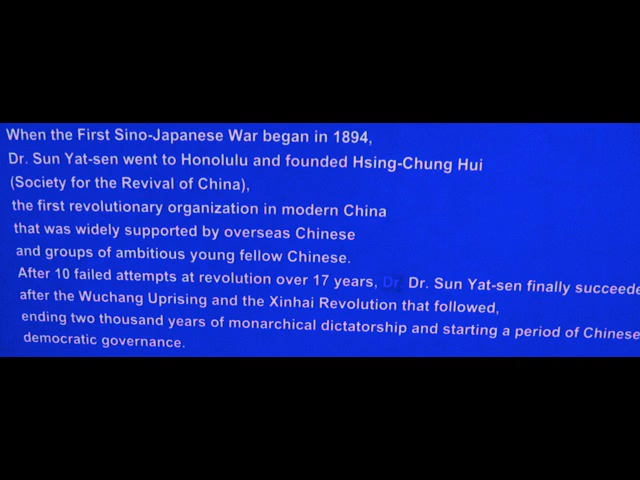 When the First Sino-Japanese War began in 1894,
Dr. Sun Yat-sen went to Honolulu and founded Hsing-Chung Hui
(Society for the Revival of China),
the first revolutionary organization in modern China
that was widely supported by overseas Chinese
and groups of ambitious young fellow Chinese.
After 10 failed attempts at revolution over 17 years, Dr. Dr. Sun Yat-sen finally succeede
after the Wuchang Uprising and the Xinhai Revolution that followed,
ending two thousand years of monarchical dictatorship and starting a period of Chinese
democratic governance.